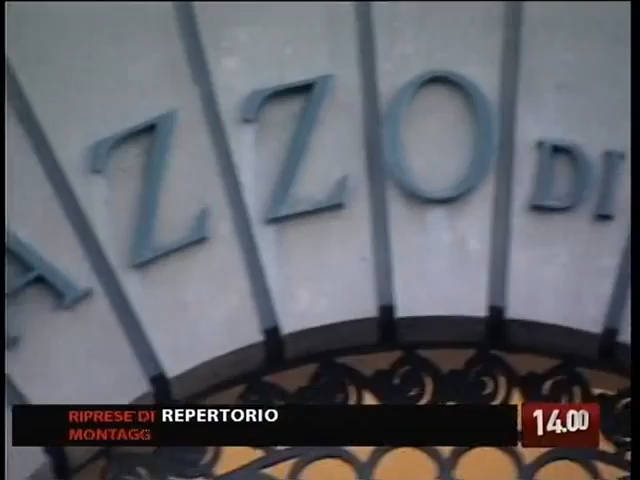 AZZO DI
RIPRESE DI REPERTORIO
MONTAGG
14.00